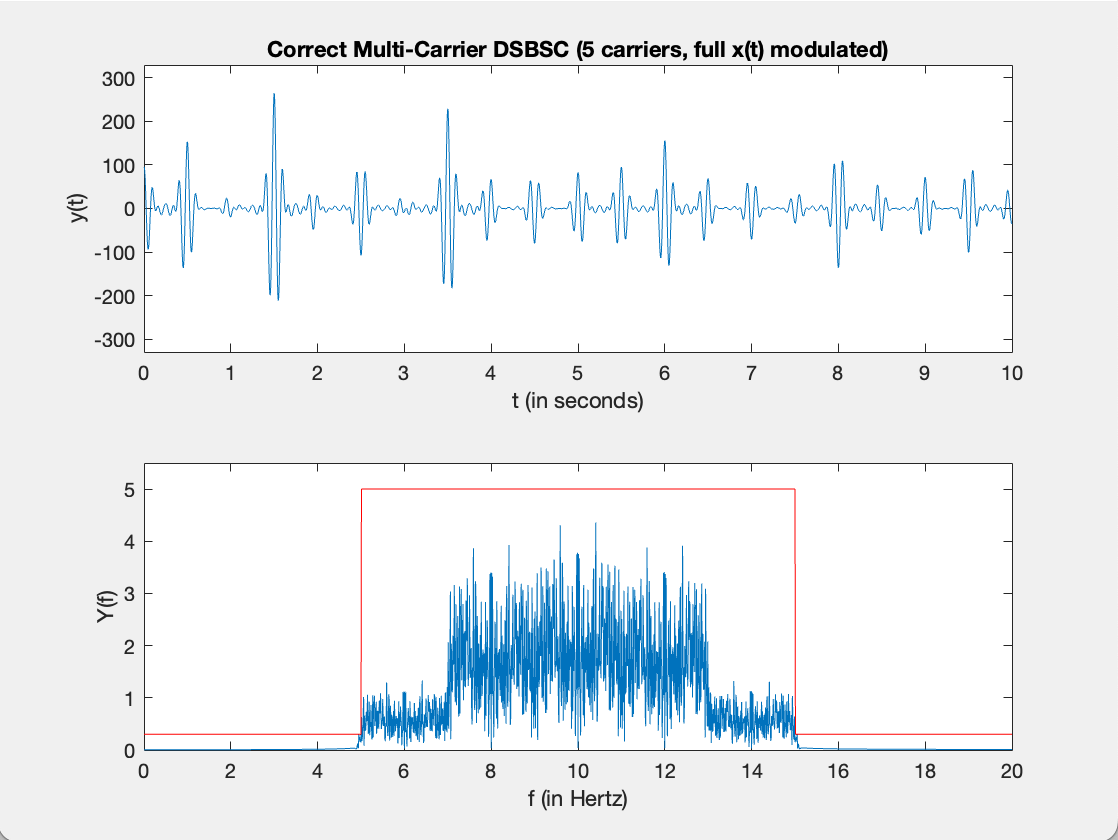 Correct Multi-Carrier DSBSC (5 carriers, full x(t) modulated)
300
200
100
0
-100
-200
-300
y(t)
0 1 2 3 4 5 6 7 8 9 10
t (in seconds)
5
4
3
2
1
0
Y(f)
0 2 4 6 8 10 12 14 16 18 20
f (in Hertz)